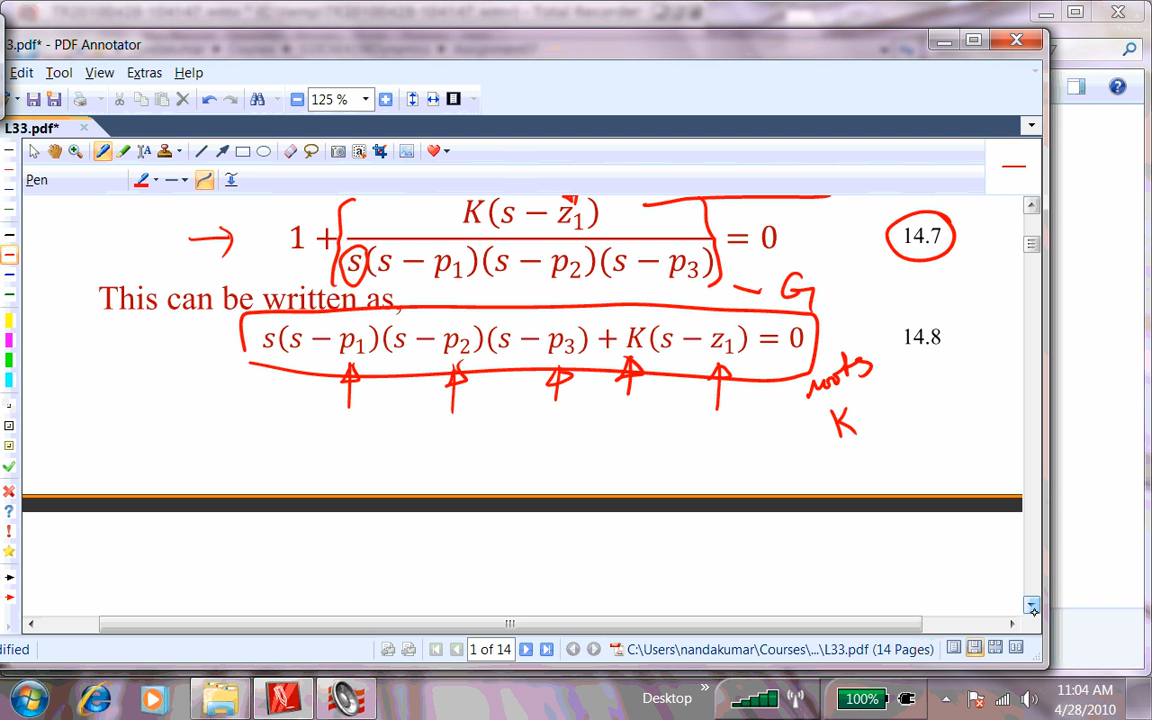 3.pdf* - PDF Annotator
Edit Tool View Extras Help
125 %
L33.pdf*
Pen
1 + K(s − z₁) / s(s − p₁)(s − p₂)(s − p₃) = 0 14.7
G
This can be written as,
s(s − p₁)(s − p₂)(s − p₃) + K(s − z₁) = 0 14.8
roots
K
1 of 14
C:\Users\nandakumar\Courses\...\L33.pdf (14 Pages)
dified
Desktop
100%
11:04 AM
4/28/2010